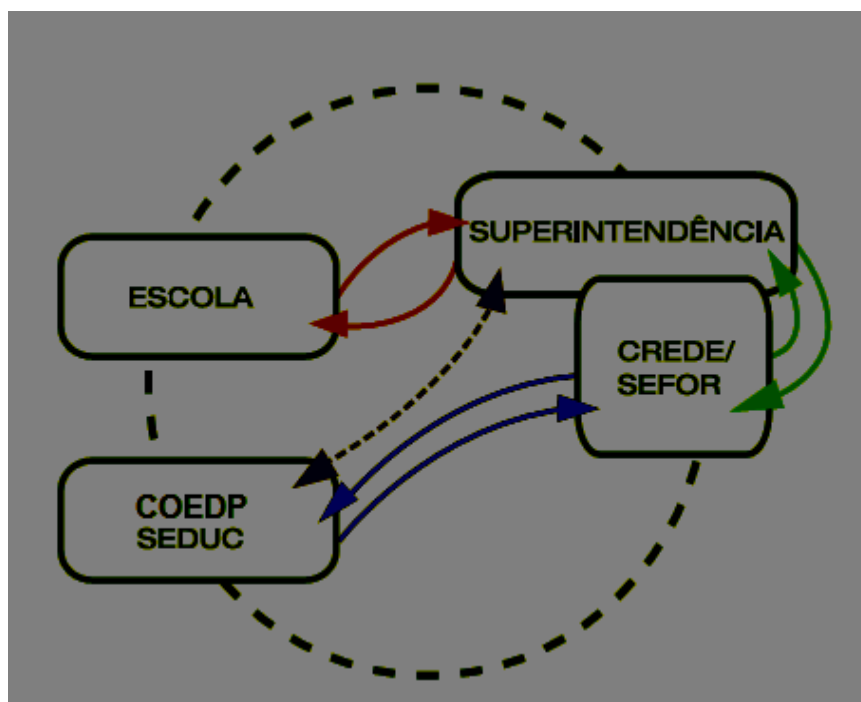 SUPERINTENDÊNCIA
ESCOLA
CREDE/
SEFOR
COEDP
SEDUC